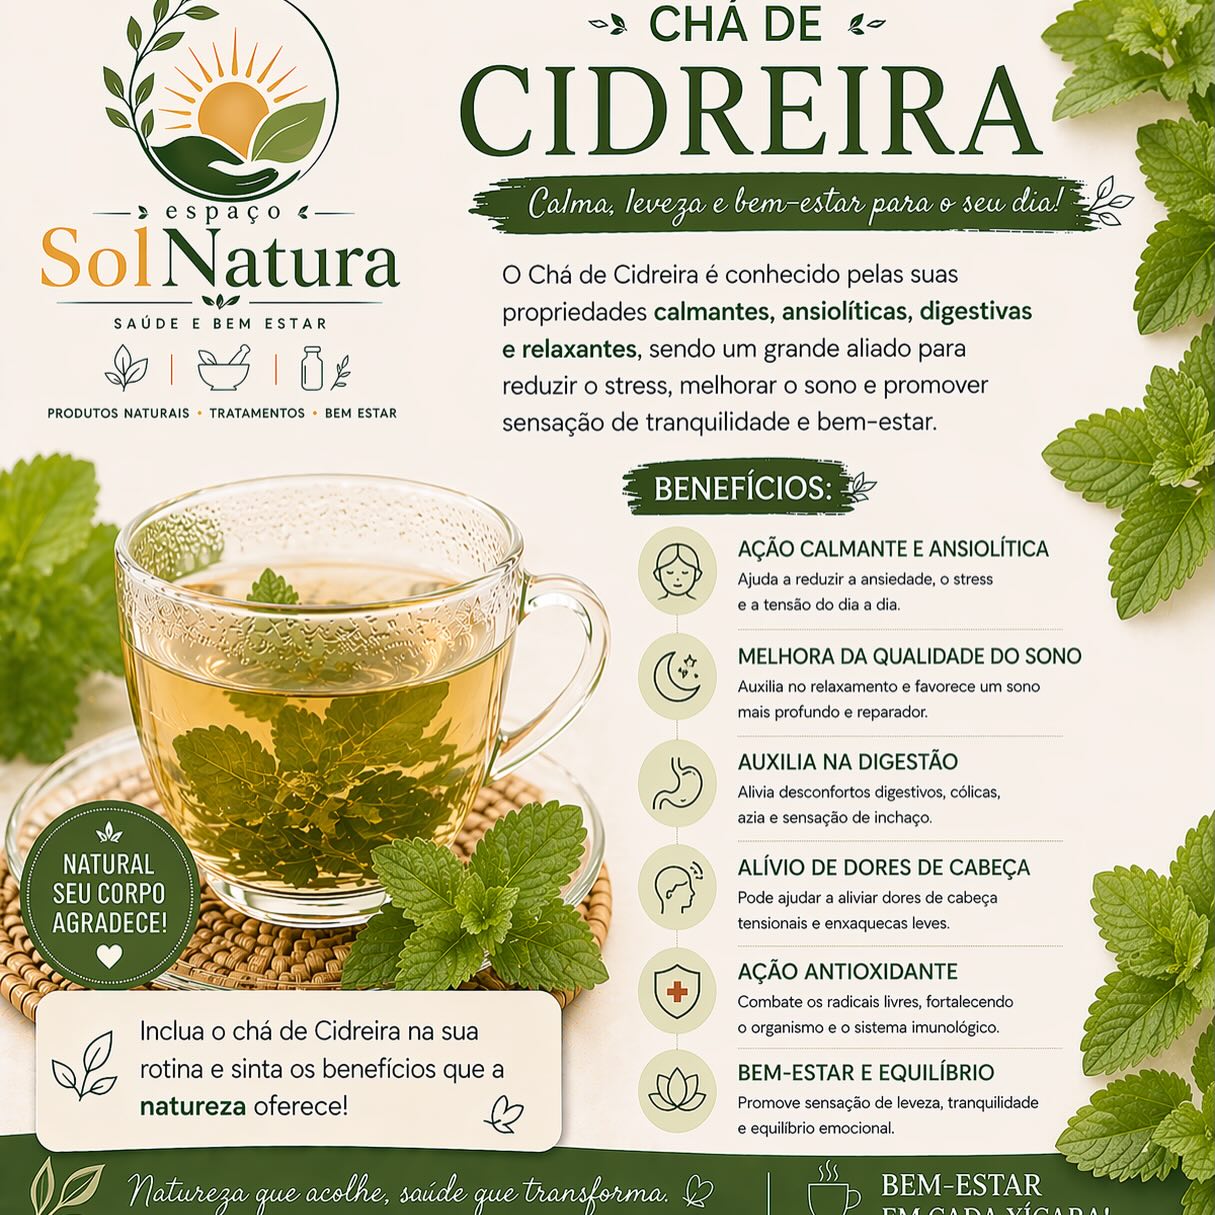 CHÁ DE
CIDREIRA
Calma, leveza e bem-estar para o seu dia!
espaço
SolNatura
SAÚDE E BEM ESTAR
PRODUTOS NATURAIS • TRATAMENTOS • BEM ESTAR
O Chá de Cidreira é conhecido pelas suas
propriedades calmantes, ansiolíticas, digestivas
e relaxantes, sendo um grande aliado para
reduzir o stress, melhorar o sono e promover
sensação de tranquilidade e bem-estar.
BENEFÍCIOS:
AÇÃO CALMANTE E ANSIOLÍTICA
Ajuda a reduzir a ansiedade, o stress
e a tensão do dia a dia.
MELHORA DA QUALIDADE DO SONO
Auxilia no relaxamento e favorece um sono
mais profundo e reparador.
AUXILIA NA DIGESTÃO
Alivia desconfortos digestivos, cólicas,
azia e sensação de inchaço.
ALÍVIO DE DORES DE CABEÇA
Pode ajudar a aliviar dores de cabeça
tensionais e enxaquecas leves.
AÇÃO ANTIOXIDANTE
Combate os radicais livres, fortalecendo
o organismo e o sistema imunológico.
BEM-ESTAR E EQUILÍBRIO
Promove sensação de leveza, tranquilidade
e equilíbrio emocional.
NATURAL
SEU CORPO
AGRADECE!
Inclua o chá de Cidreira na sua
rotina e sinta os benefícios que a
natureza oferece!
Natureza que acolhe, saúde que transforma.
BEM-ESTAR
EM CADA XÍCARA!